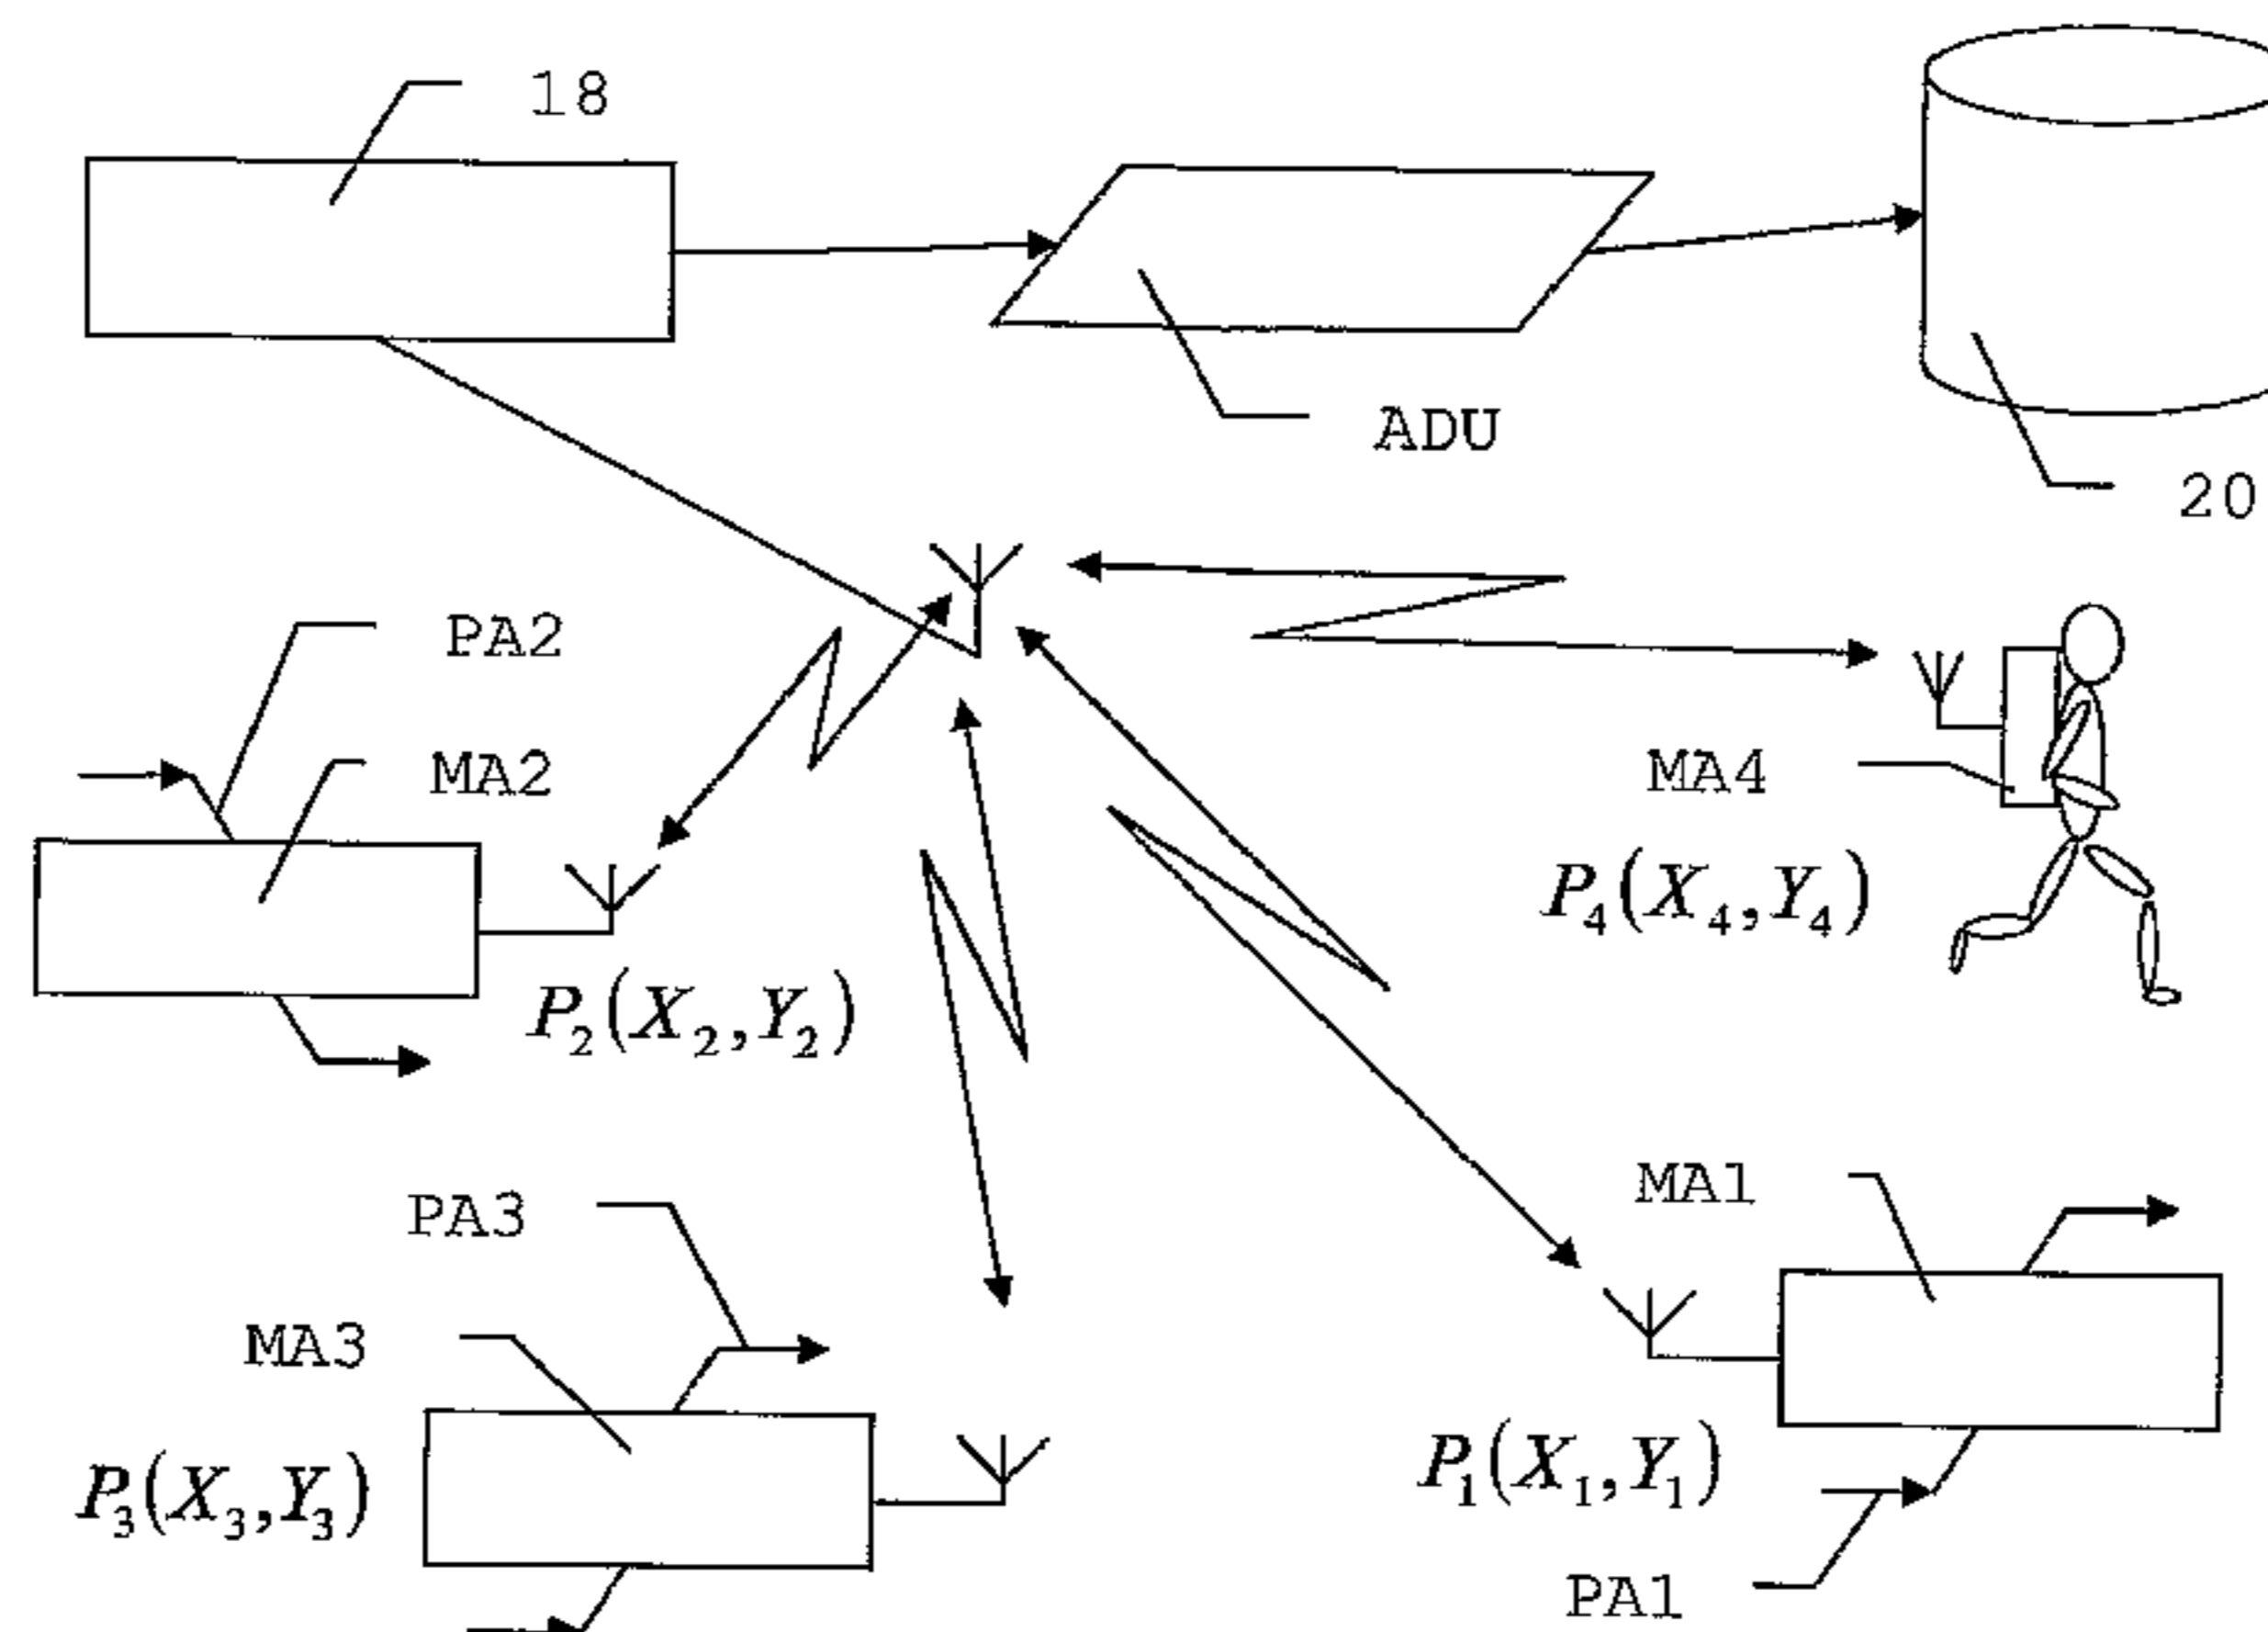 18
ADU
20
PA2
MA2
MA4
P₄(X₄,Y₄)
P₂(X₂,Y₂)
MA1
PA3
MA3
P₃(X₃,Y₃)
P₁(X₁,Y₁)
PA1